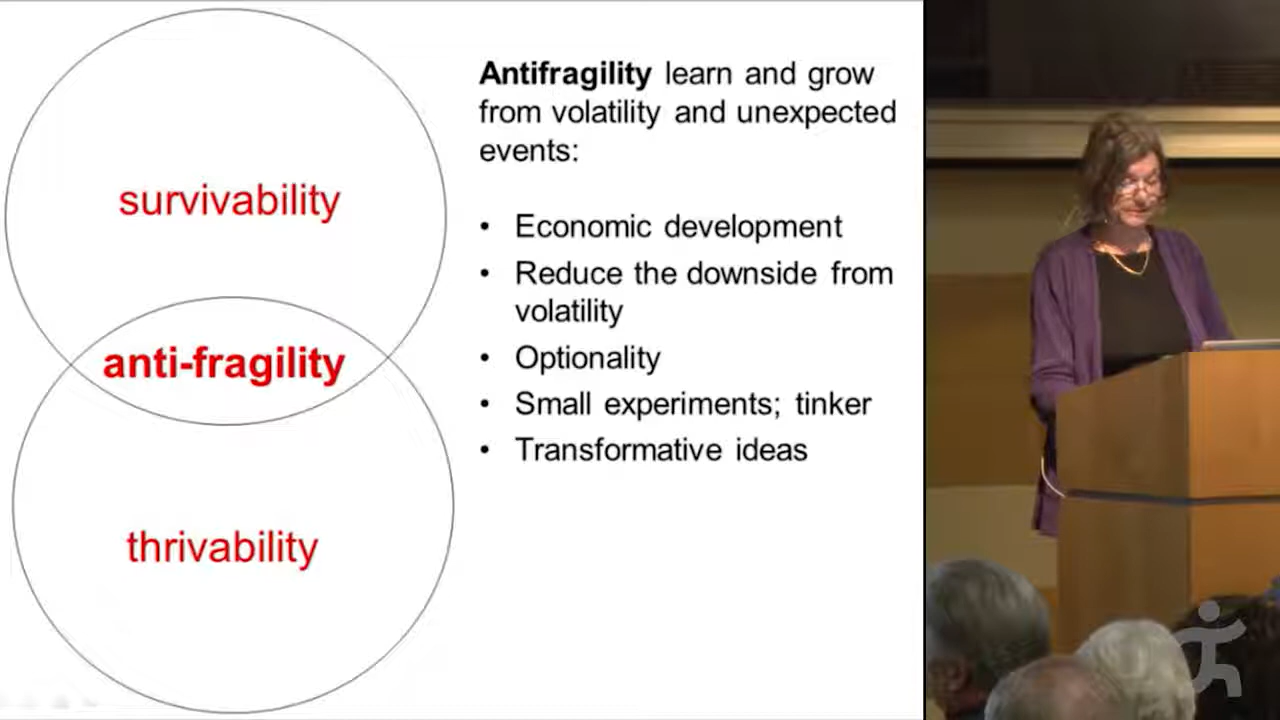 survivability
anti-fragility
thrivability
Antifragility learn and grow
from volatility and unexpected
events:
• Economic development
• Reduce the downside from
volatility
• Optionality
• Small experiments; tinker
• Transformative ideas